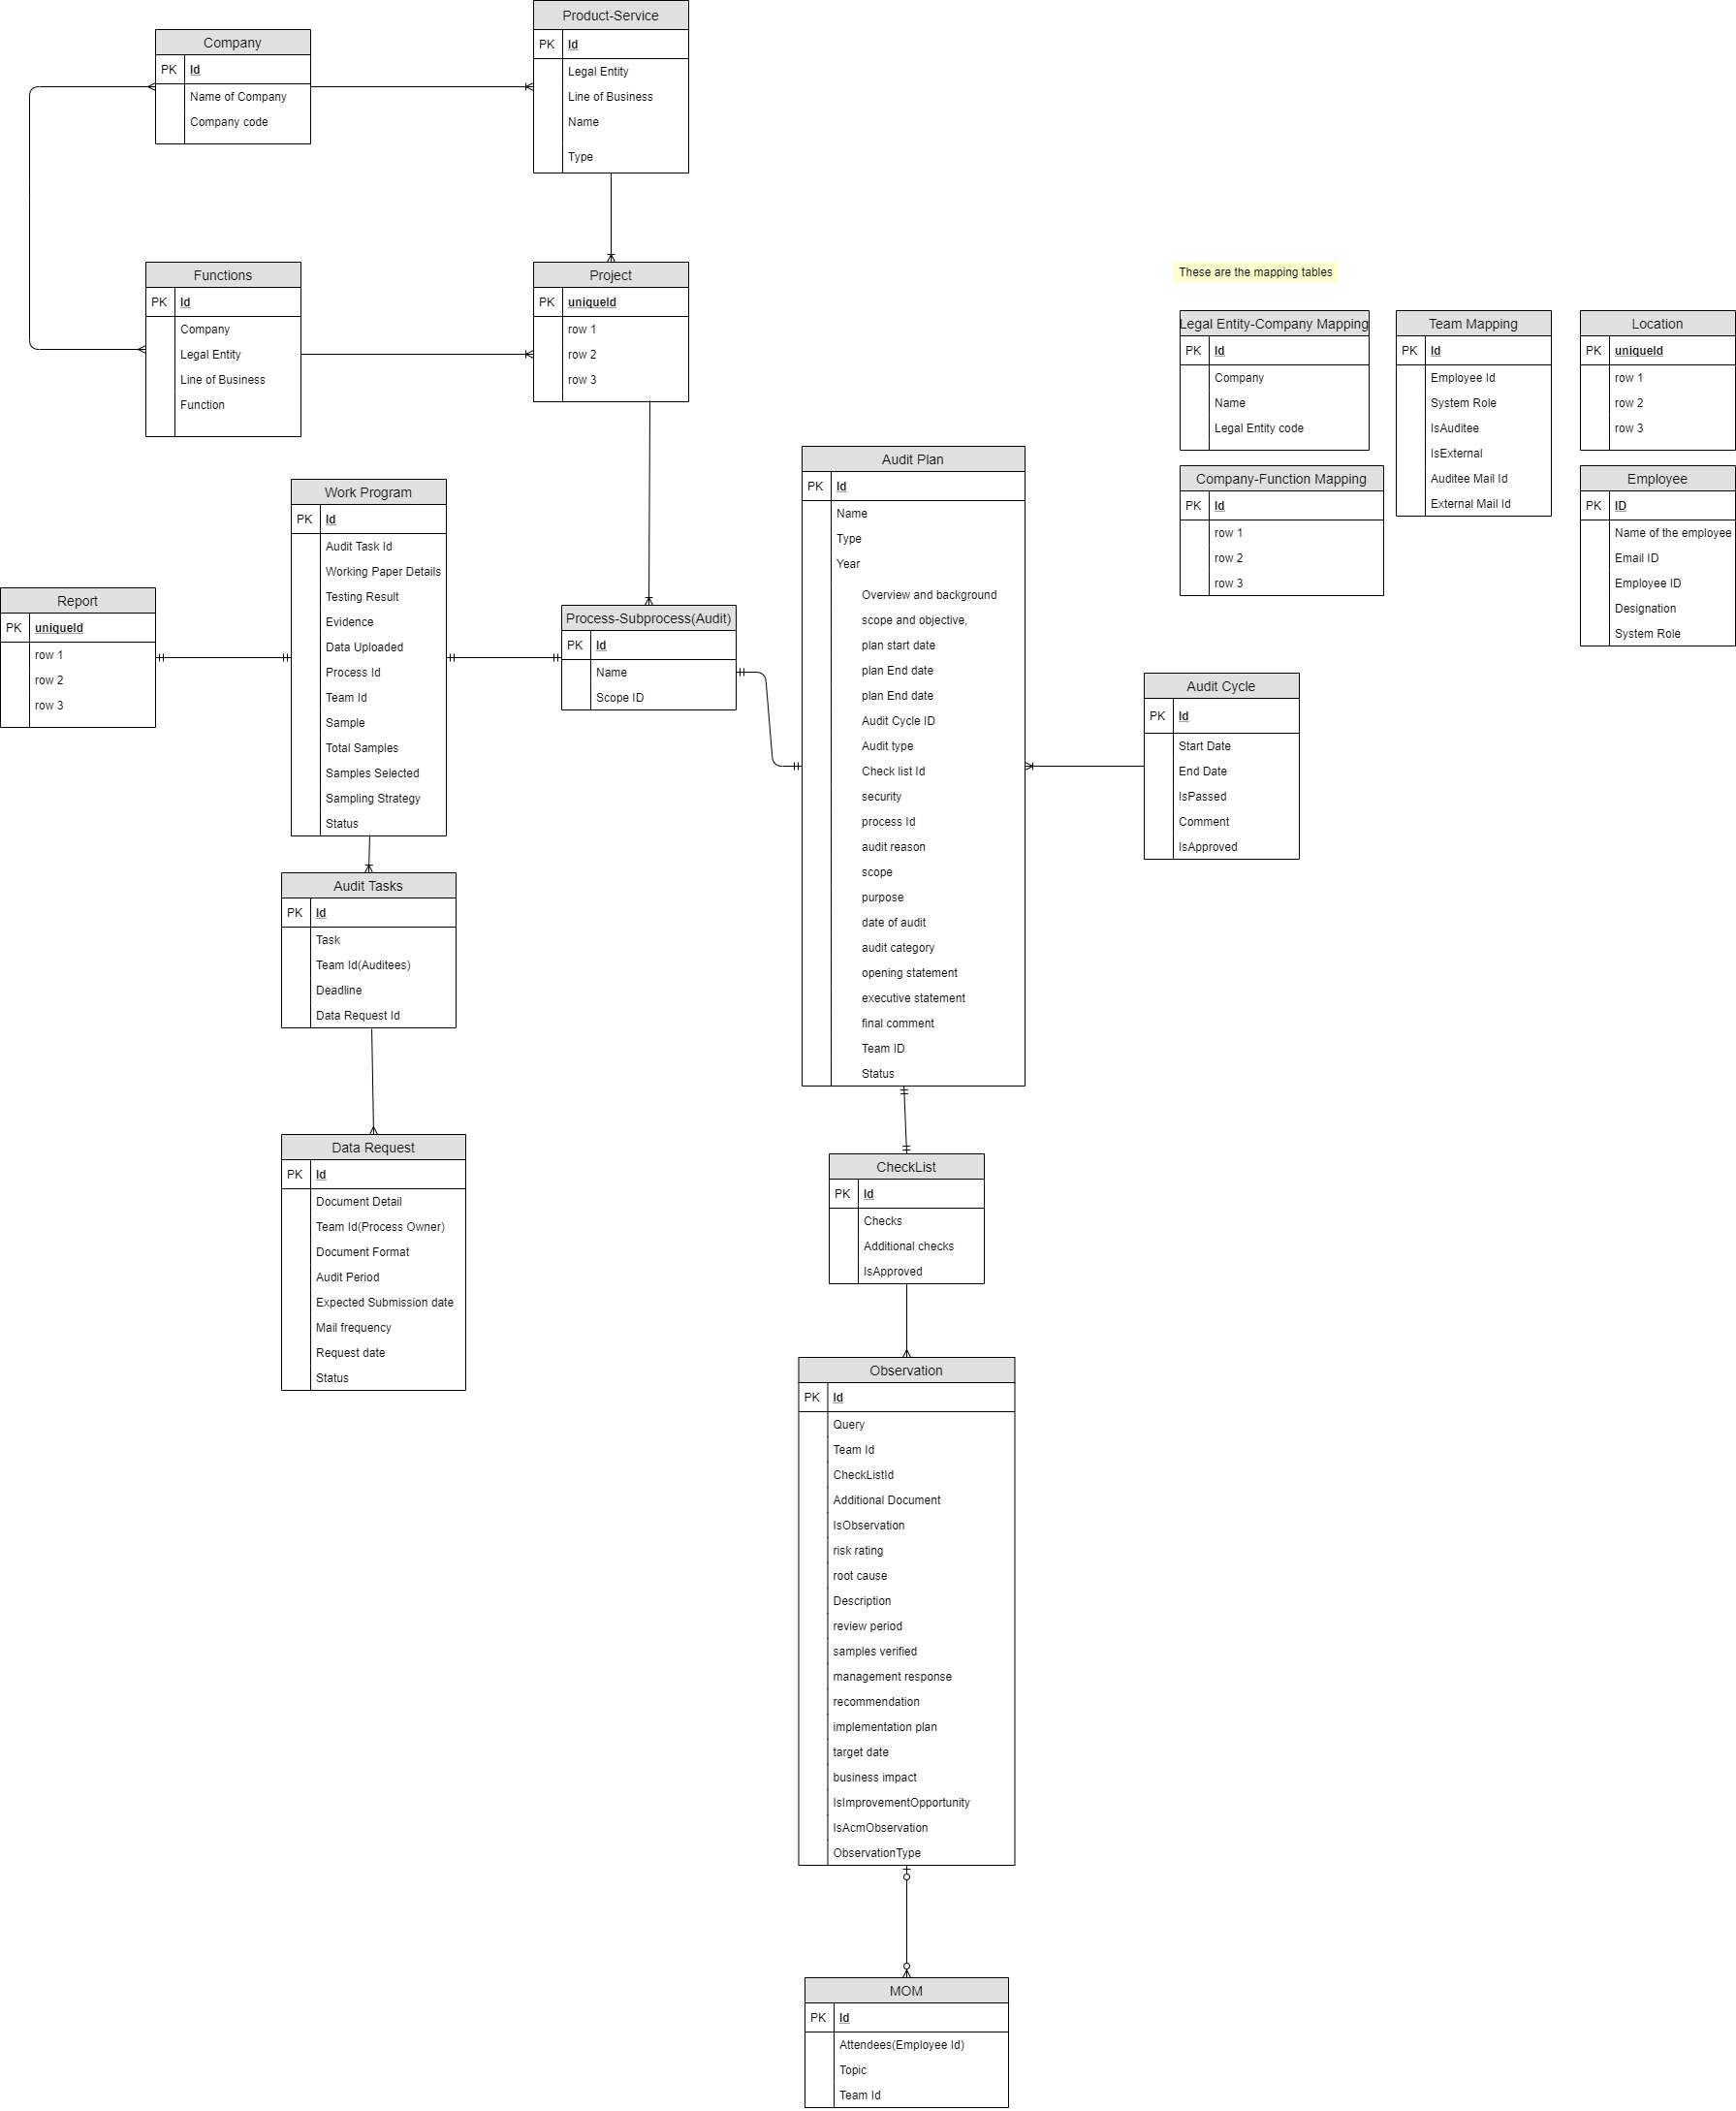 Product-Service
PK Id
Legal Entity
Line of Business
Name
Type
Company
PK Id
Name of Company
Company code
Functions
PK Id
Company
Legal Entity
Line of Business
Function
Project
PK uniqueId
row 1
row 2
row 3
These are the mapping tables
Legal Entity-Company Mapping
PK Id
Company
Name
Legal Entity code
Team Mapping
PK Id
Employee Id
System Role
IsAuditee
IsExternal
Auditee Mail Id
External Mail Id
Location
PK uniqueId
row 1
row 2
row 3
Company-Function Mapping
PK Id
row 1
row 2
row 3
Employee
PK ID
Name of the employee
Email ID
Employee ID
Designation
System Role
Audit Plan
PK Id
Name
Type
Year
Overview and background
scope and objective,
plan start date
plan End date
plan End date
Audit Cycle ID
Audit type
Check list Id
security
process Id
audit reason
scope
purpose
date of audit
audit category
opening statement
executive statement
final comment
Team ID
Status
Work Program
PK Id
Audit Task Id
Working Paper Details
Testing Result
Evidence
Data Uploaded
Process Id
Team Id
Sample
Total Samples
Samples Selected
Sampling Strategy
Status
Report
PK uniqueId
row 1
row 2
row 3
Process-Subprocess(Audit)
PK Id
Name
Scope ID
Audit Cycle
PK Id
Start Date
End Date
IsPassed
Comment
IsApproved
Audit Tasks
PK Id
Task
Team Id(Auditees)
Deadline
Data Request Id
Data Request
PK Id
Document Detail
Team Id(Process Owner)
Document Format
Audit Period
Expected Submission date
Mail frequency
Request date
Status
CheckList
PK Id
Checks
Additional checks
IsApproved
Observation
PK Id
Query
Team Id
CheckListId
Additional Document
IsObservation
risk rating
root cause
Description
review period
samples verified
management response
recommendation
implementation plan
target date
business impact
IsImprovementOpportunity
IsAcmObservation
ObservationType
MOM
PK Id
Attendees(Employee Id)
Topic
Team Id